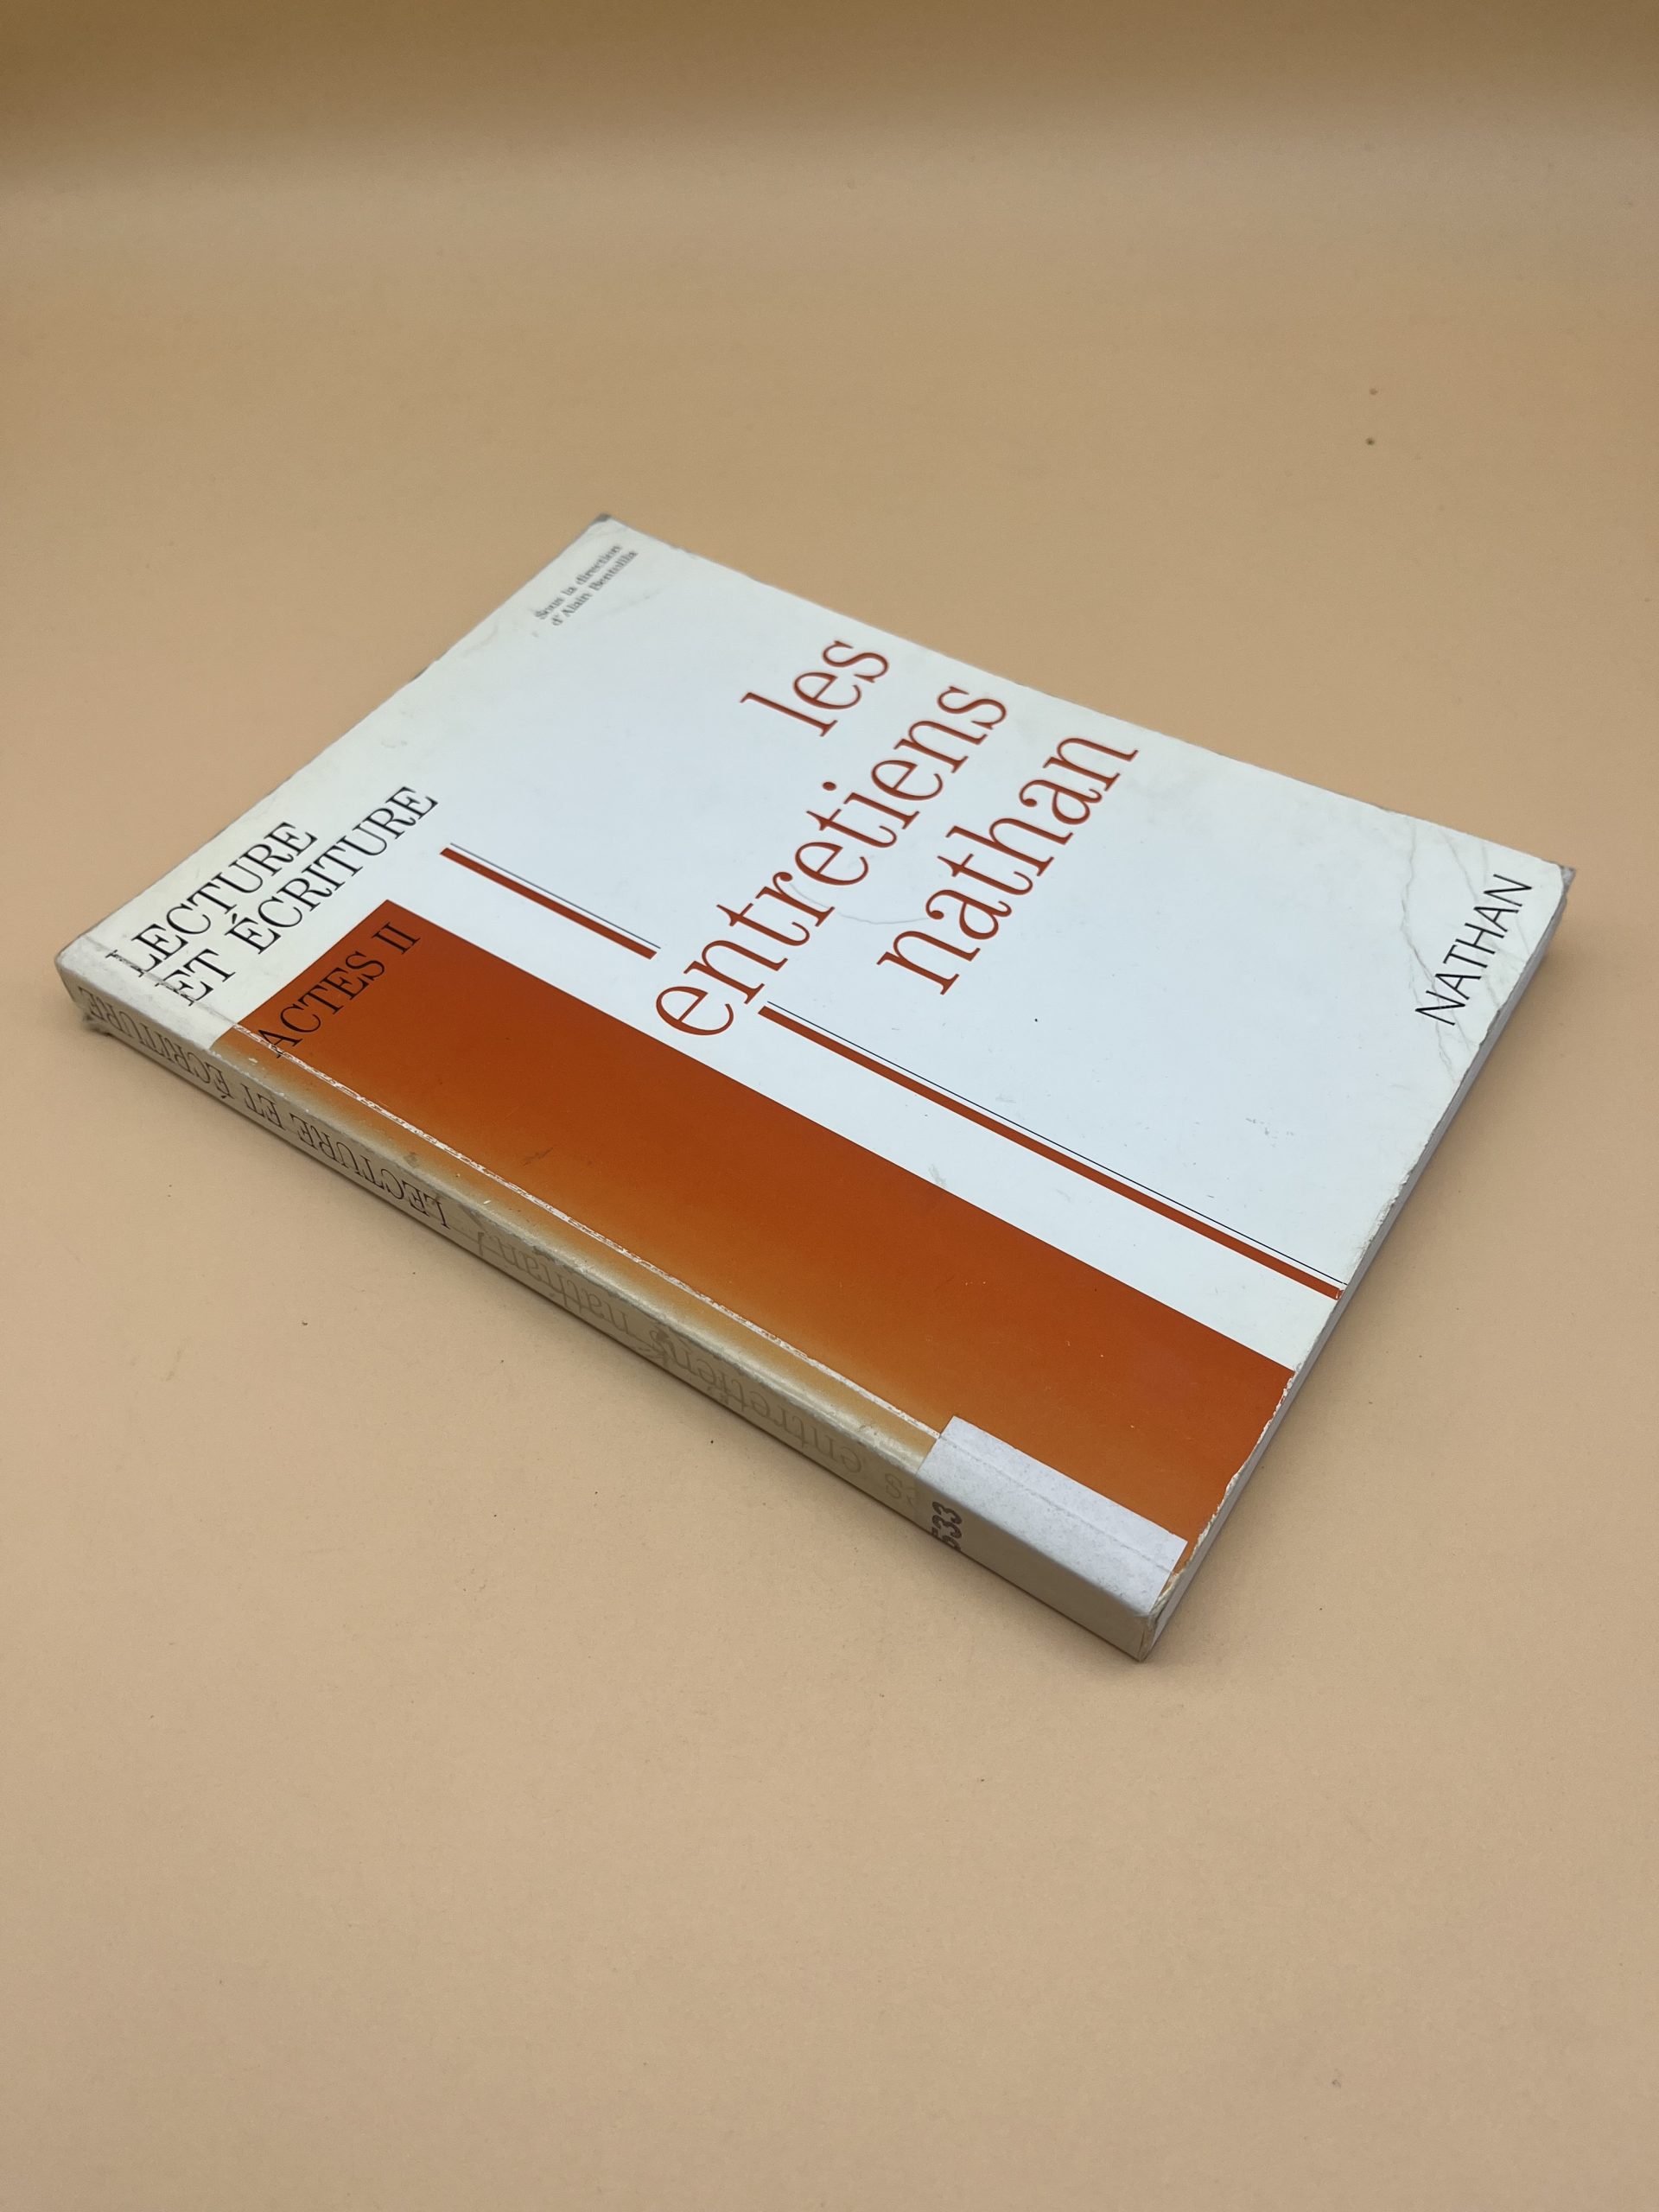 Sous la direction
d'Alain Bentolila
LECTURE
ET ÉCRITURE
ACTES II
les
entretiens
nathan
NATHAN
LECTURE ET ÉCRITURE
entretiens nathan
533